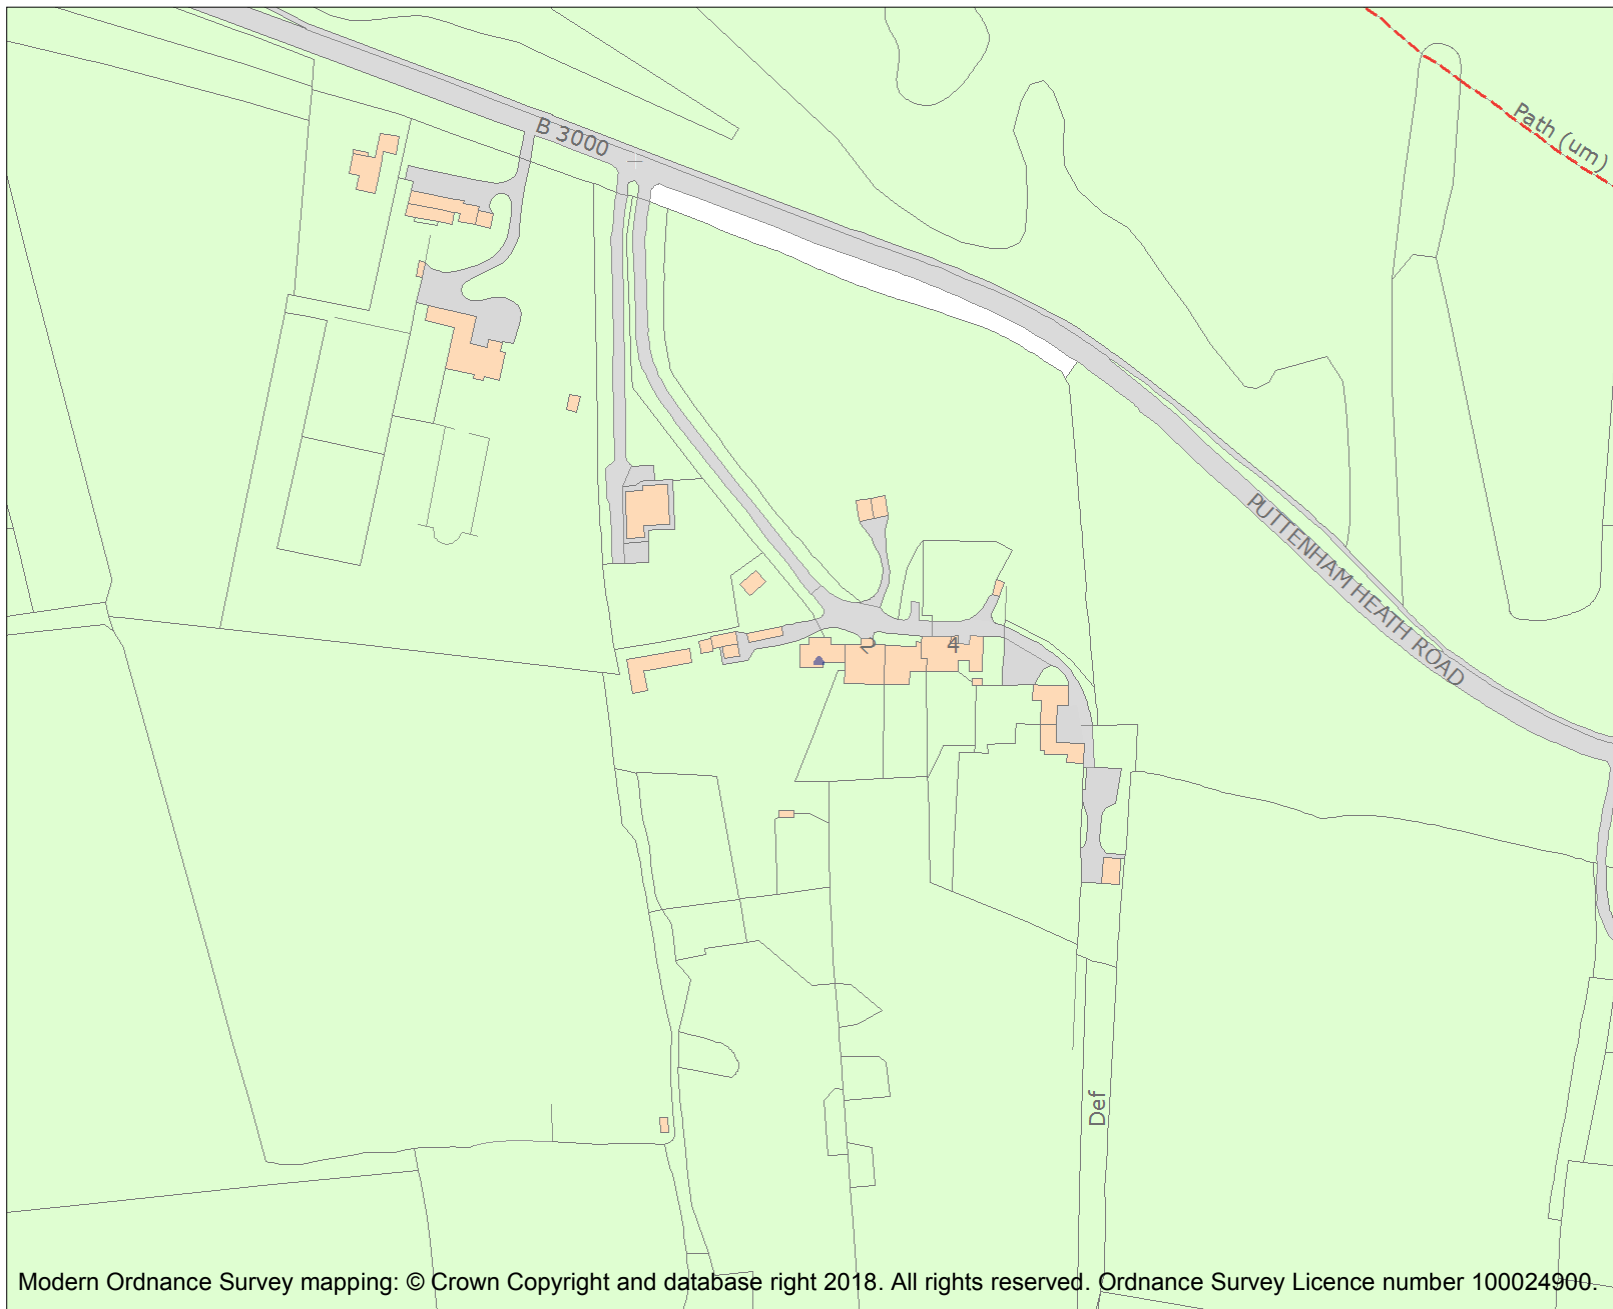 Path (um)
B 3000
PUTTENHAM HEATH ROAD
2
4
Def
Modern Ordnance Survey mapping: © Crown Copyright and database right 2018. All rights reserved. Ordnance Survey Licence number 100024900.